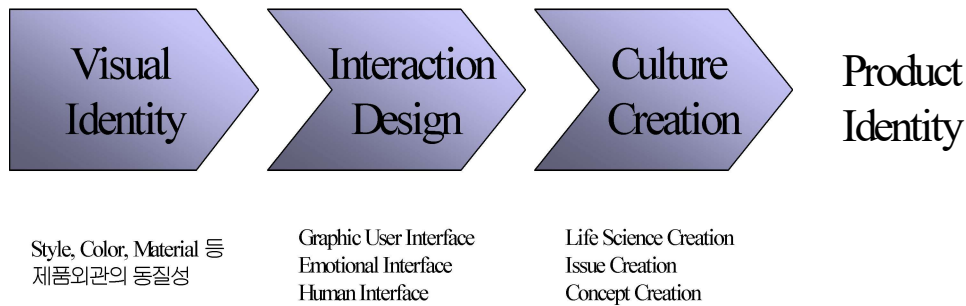 Visual
Identity
Interaction
Design
Culture
Creation
Product
Identity
Style, Color, Material 등
제품외관의 동질성
Graphic User Interface
Emotional Interface
Human Interface
Life Science Creation
Issue Creation
Concept Creation